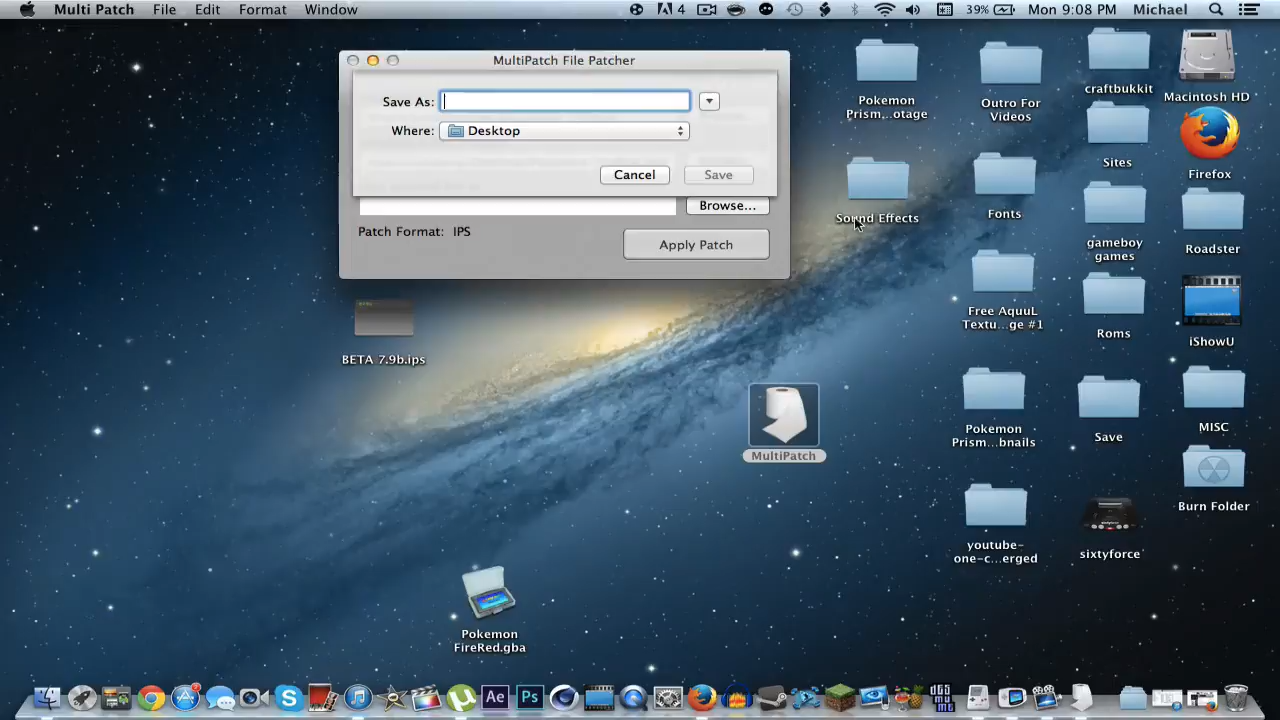 Multi Patch File Edit Format Window 4 39% Mon 9:08 PM Michael
MultiPatch File Patcher
Save As:
Where: Desktop
Cancel Save
Browse...
Patch Format: IPS
Apply Patch
BETA 7.9b.ips
MultiPatch
Pokemon
FireRed.gba
Pokemon
Prism...otage
Sound Effects
Outro For
Videos
Fonts
Free AquuL
Textu...ge #1
Pokemon
Prism...bnails
youtube-
one-c...erged
craftbukkit
Sites
gameboy
games
Roms
Save
sixtyforce
Macintosh HD
Firefox
Roadster
iShowU
MISC
Burn Folder
Ae Ps